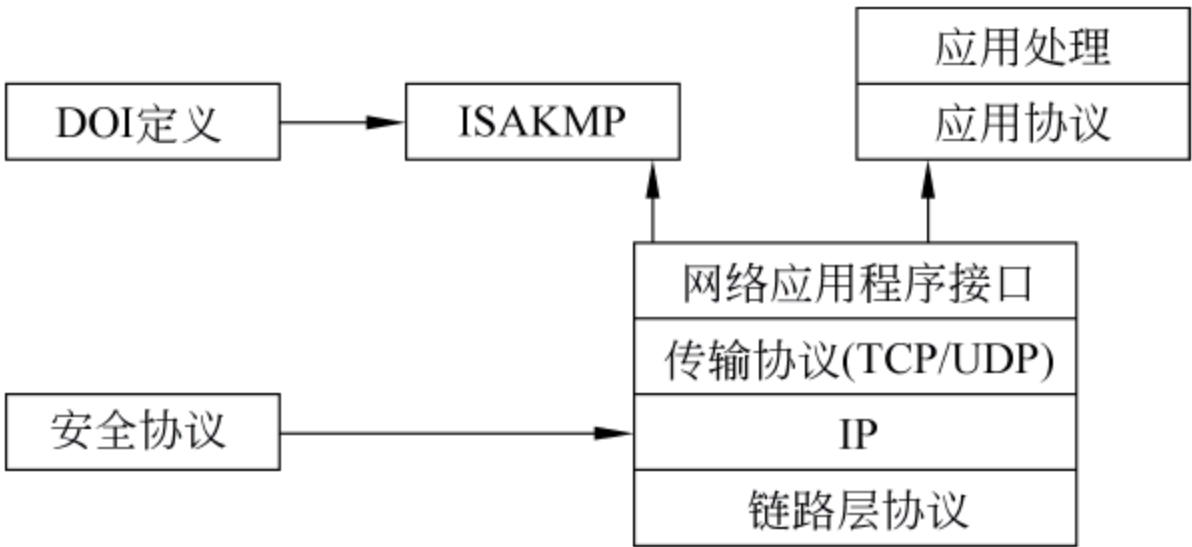 应用处理
DOI定义
ISAKMP
应用协议
网络应用程序接口
传输协议(TCP/UDP)
安全协议
IP
链路层协议